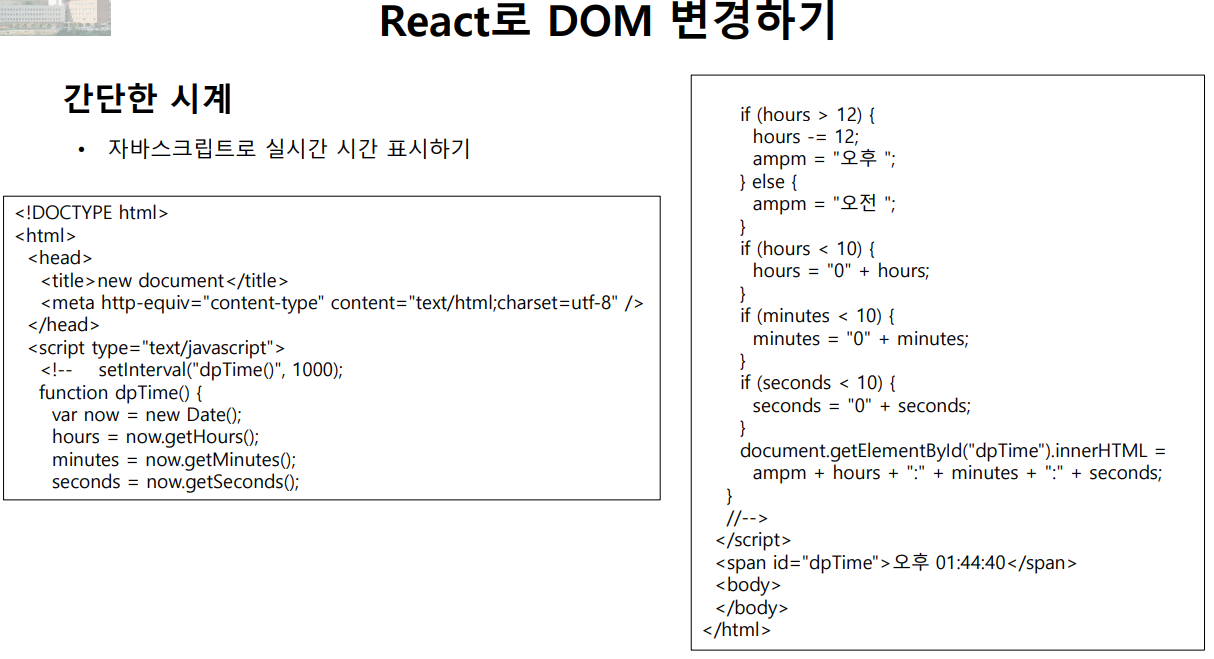 React로 DOM 변경하기
간단한 시계
• 자바스크립트로 실시간 시간 표시하기
<!DOCTYPE html>
<html>
<head>
<title>new document</title>
<meta http-equiv="content-type" content="text/html;charset=utf-8" />
</head>
<script type="text/javascript">
<!-- setInterval("dpTime()", 1000);
function dpTime() {
var now = new Date();
hours = now.getHours();
minutes = now.getMinutes();
seconds = now.getSeconds();
if (hours > 12) {
hours -= 12;
ampm = "오후 ";
} else {
ampm = "오전 ";
}
if (hours < 10) {
hours = "0" + hours;
}
if (minutes < 10) {
minutes = "0" + minutes;
}
if (seconds < 10) {
seconds = "0" + seconds;
}
document.getElementById("dpTime").innerHTML =
ampm + hours + ":" + minutes + ":" + seconds;
}
//-->
</script>
<span id="dpTime">오후 01:44:40</span>
<body>
</body>
</html>